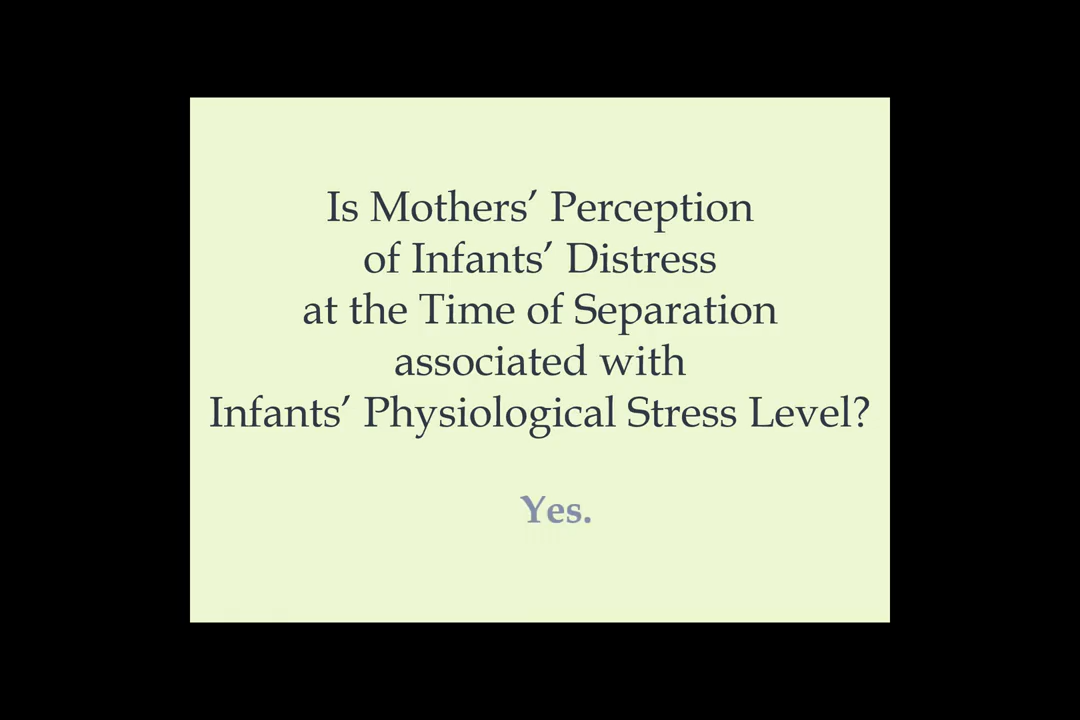 Is Mothers’ Perception
of Infants’ Distress
at the Time of Separation
associated with
Infants’ Physiological Stress Level?
Yes.